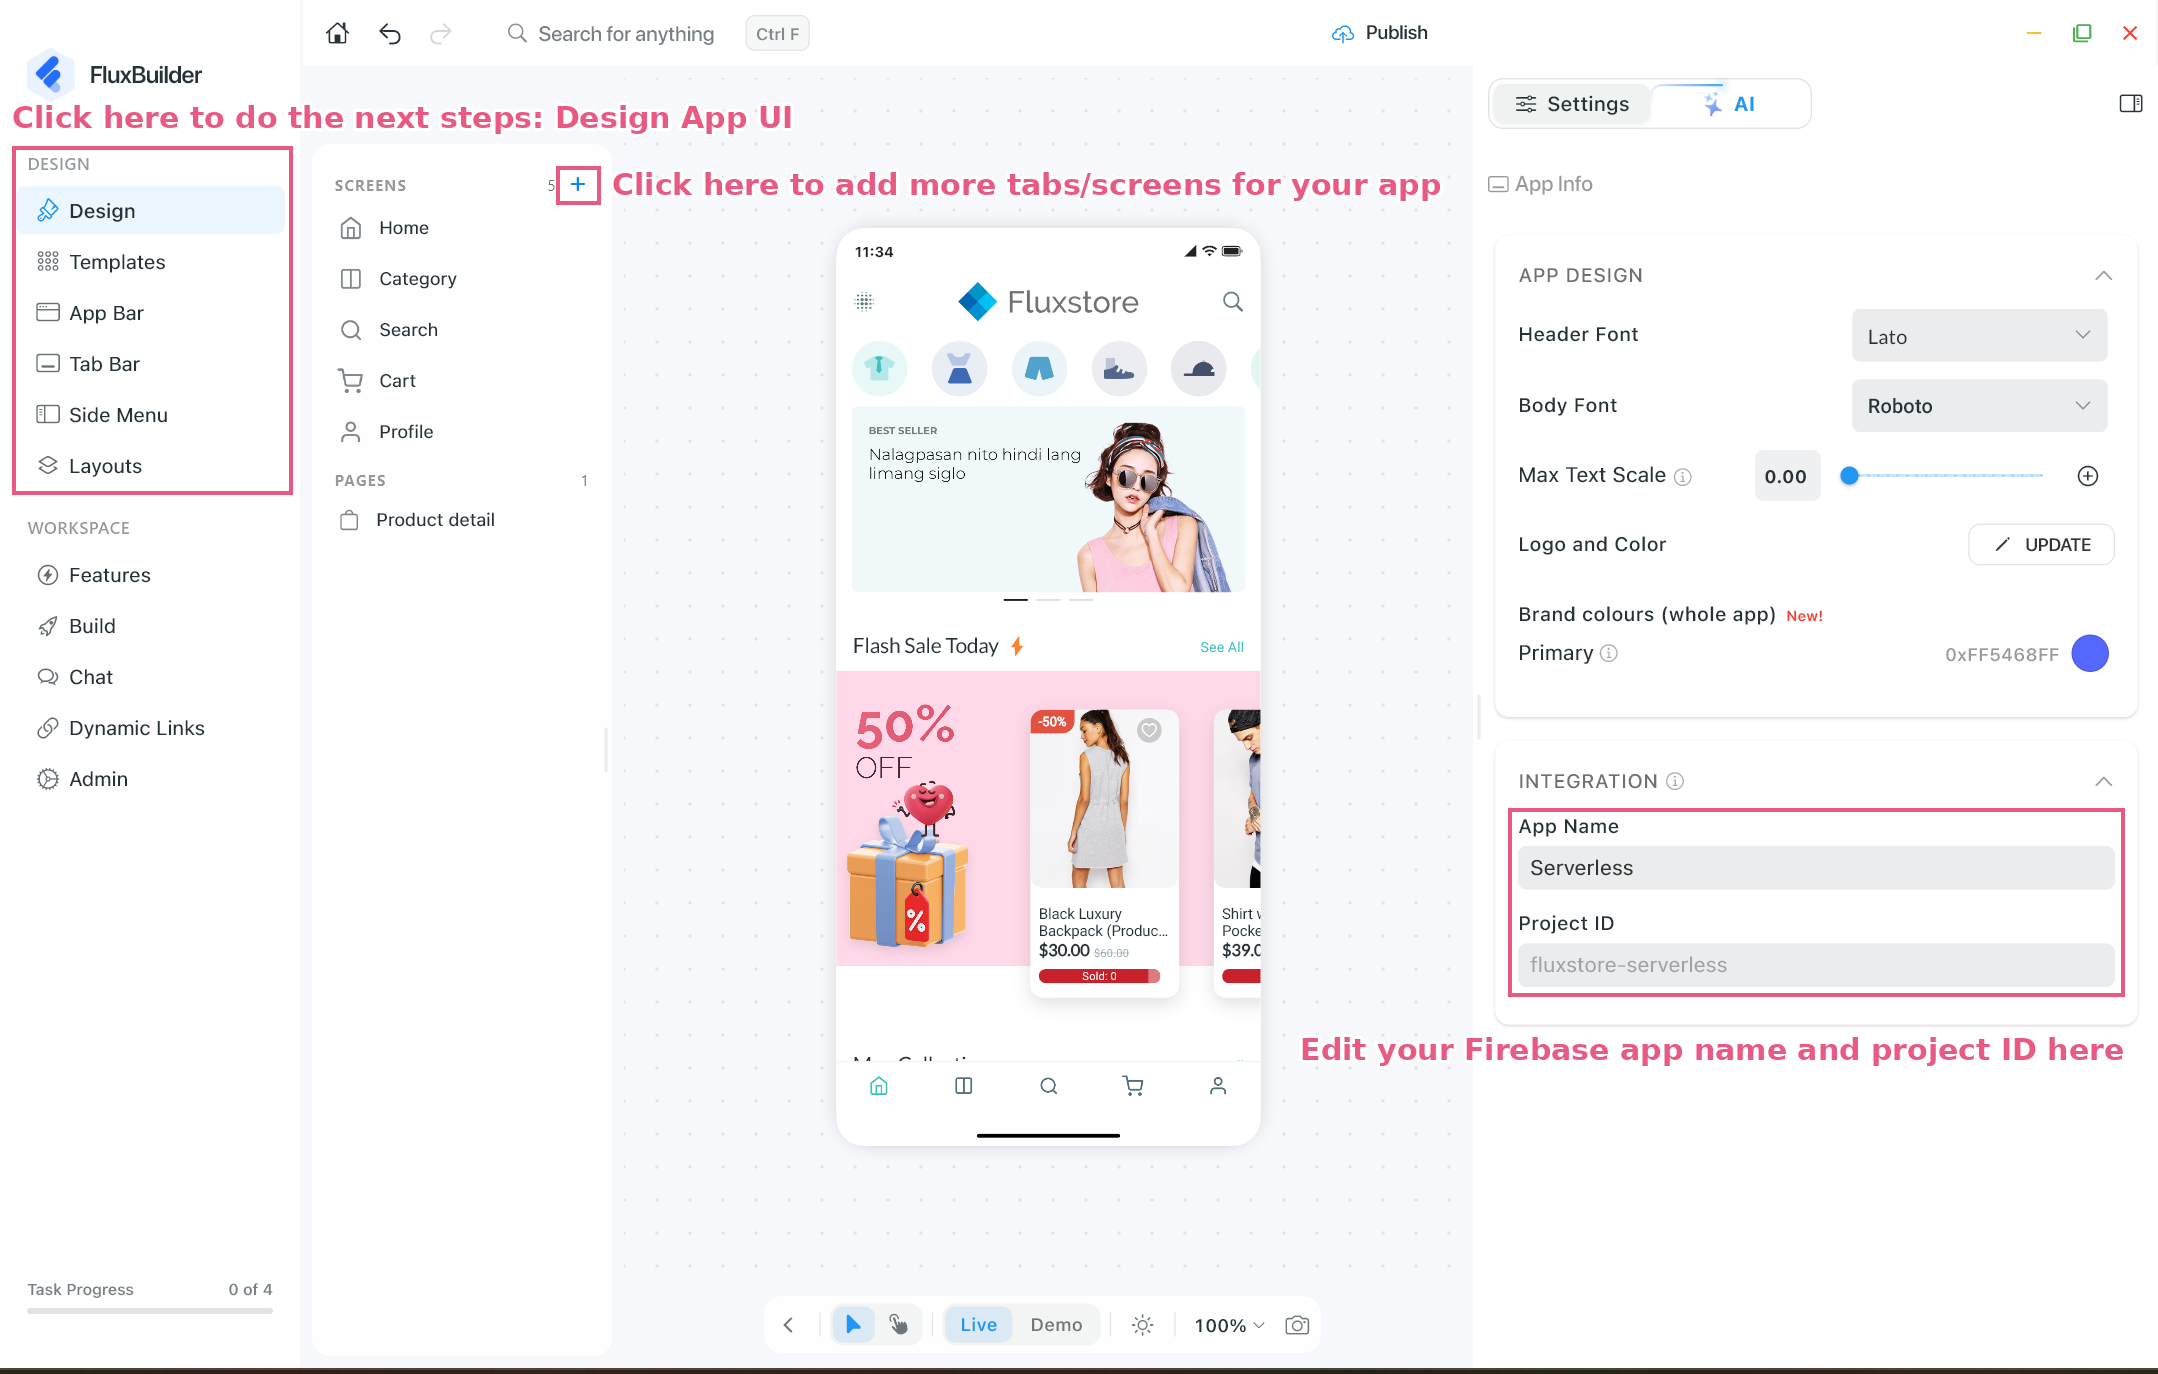 Search for anything
Ctrl F
Publish
FluxBuilder
Click here to do the next steps: Design App UI
DESIGN
Design
Templates
App Bar
Tab Bar
Side Menu
Layouts
WORKSPACE
Features
Build
Chat
Dynamic Links
Admin
Task Progress
0 of 4
SCREENS
5
+
Click here to add more tabs/screens for your app
Home
Category
Search
Cart
Profile
PAGES
1
Product detail
11:34
Fluxstore
BEST SELLER
Nalagpasan nito hindi lang
limang siglo
Flash Sale Today
See All
50%
OFF
%
-50%
Black Luxury
Backpack (Produc...
$30.00 $60.00
Sold: 0
Shirt
Pocke
$39.0
Live
Demo
100%
Settings
AI
App Info
APP DESIGN
Header Font
Lato
Body Font
Roboto
Max Text Scale
0.00
Logo and Color
UPDATE
Brand colours (whole app) New!
Primary
0xFF5468FF
INTEGRATION
App Name
Serverless
Project ID
fluxstore-serverless
Edit your Firebase app name and project ID here